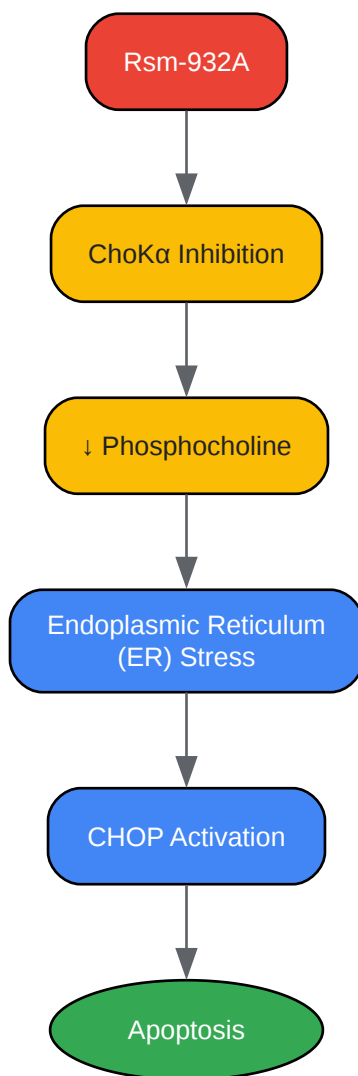 Rsm-932A
ChoKα Inhibition
↓ Phosphocholine
Endoplasmic Reticulum
(ER) Stress
CHOP Activation
Apoptosis